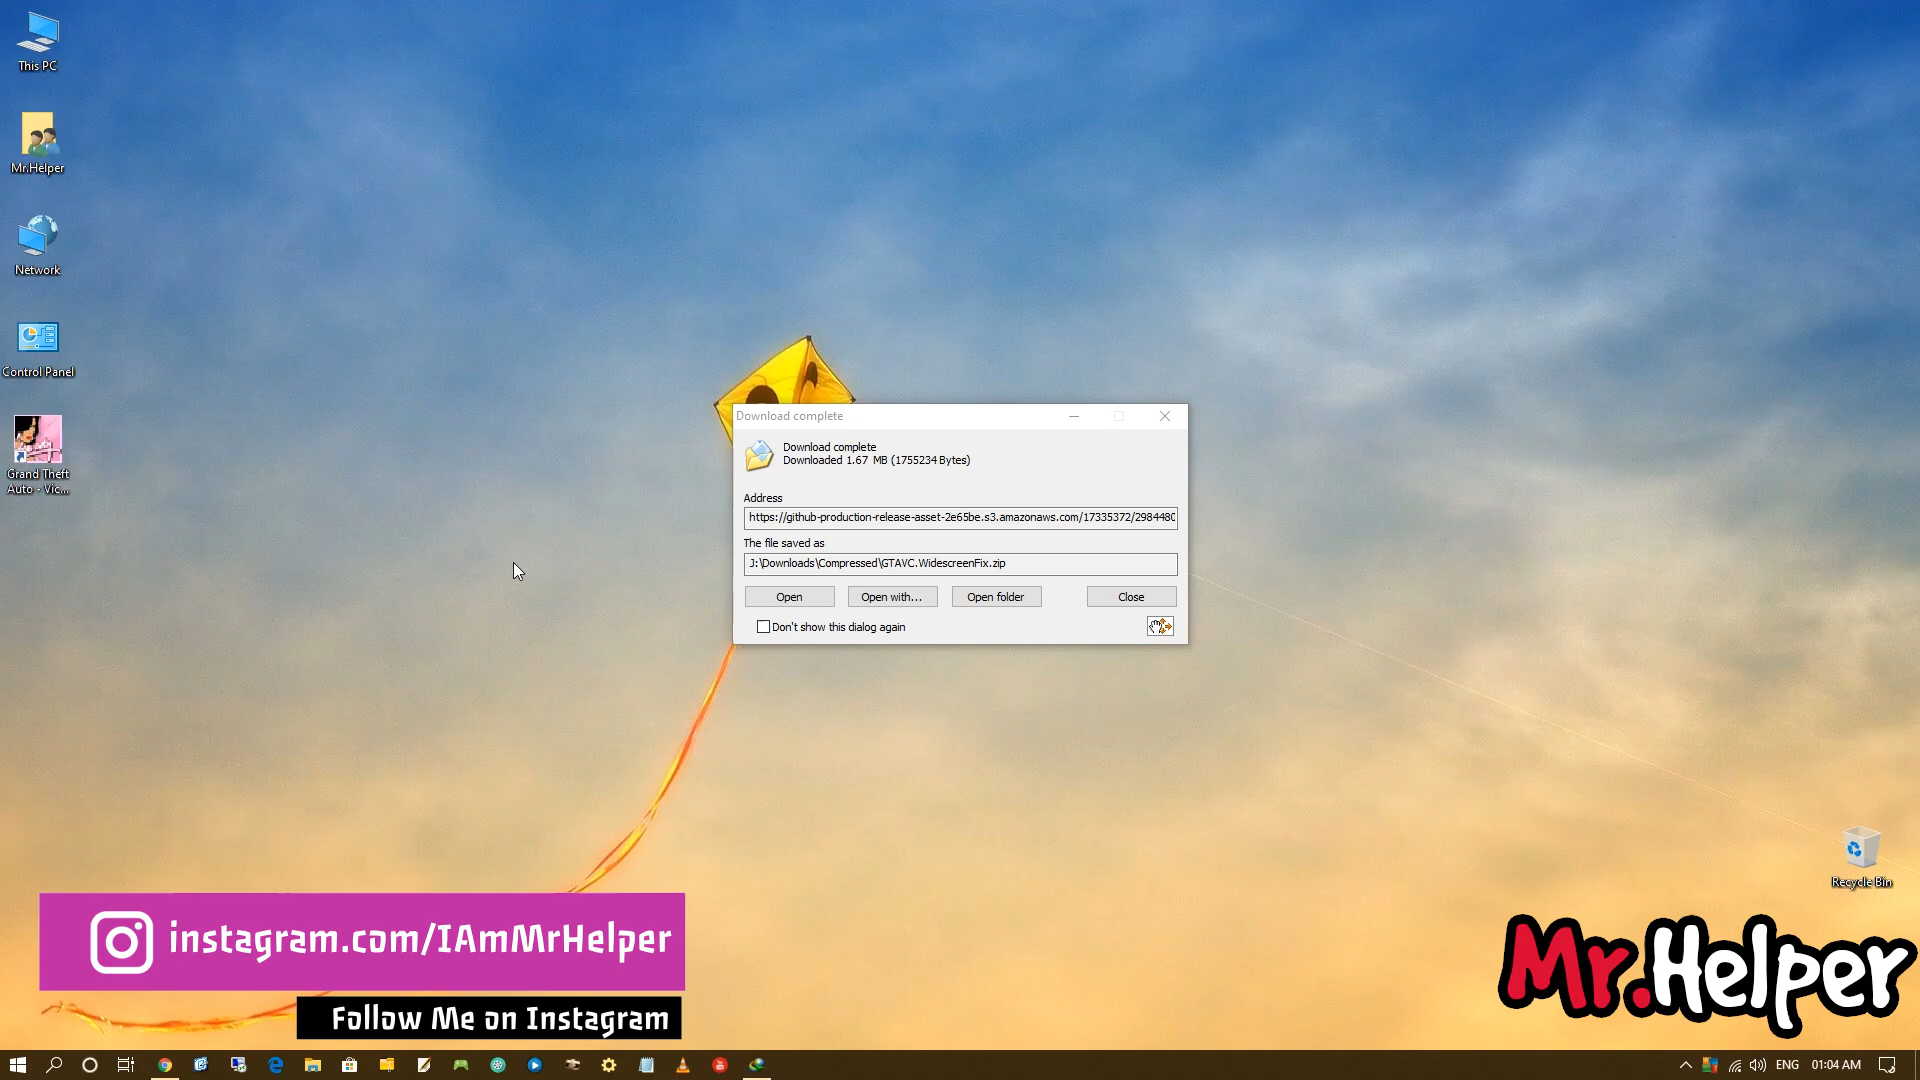 This PC
Mr.Helper
Network
Control Panel
Grand Theft
Auto - Vic...
Download complete
Download complete
Downloaded 1.67 MB (1755234 Bytes)
Address
https://github-production-release-asset-2e65be.s3.amazonaws.com/17335372/2984480
The file saved as
J:\Downloads\Compressed\GTAVC.WidescreenFix.zip
Open
Open with...
Open folder
Close
Don't show this dialog again
Recycle Bin
instagram.com/IAmMrHelper
Follow Me on Instagram
Mr.Helper
ENG
01:04 AM